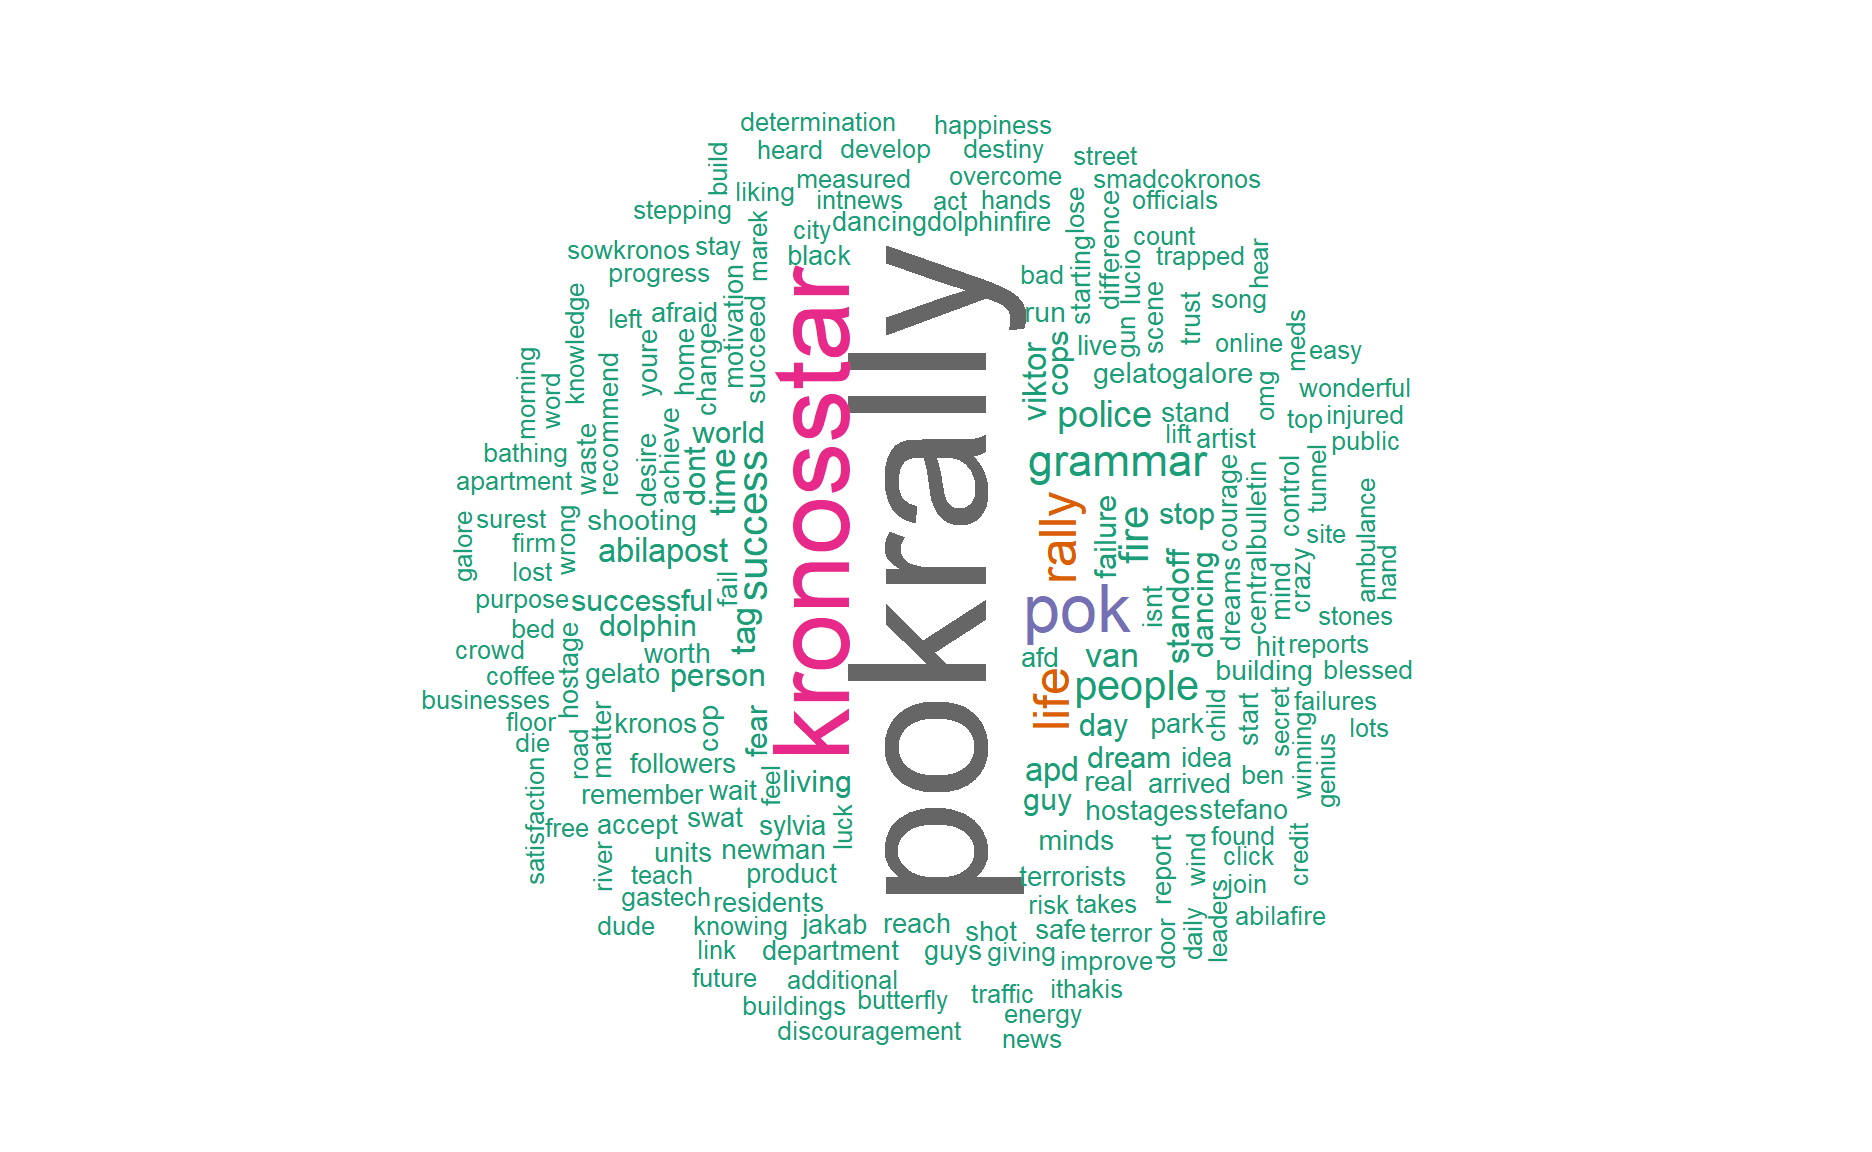 determination
happiness
heard
develop
destiny
street
build
measured
overcome
smadcokronos
liking
intnews
act
hands
lose
difference
officials
stepping
marek
city
dancingdolphinfire
count
sowkronos
stay
black
starting
lucio
trapped
hear
progress
motivation
kronosstar
pokrally
bad
knowledge
left
afraid
run
gun
scene
trust
song
youre
home
change
succeed
viktor
cops
live
online
meds
easy
morning
word
recommend
gelatogalore
omg
wonderful
police
stand
top
injured
bathing
waste
desire
achieve
world
lift
artist
public
apartment
dont
time
success
grammar
courage
centralbulletin
control
tunnel
galore
surest
shooting
rally
failure
fire
stop
ambulance
firm
wrong
abilapost
site
lost
fail
standoff
dancing
dreams
mind
crazy
hand
purpose
successful
pok
isnt
stones
bed
dolphin
tag
crowd
hostage
worth
afd
van
hit
reports
coffee
gelato
person
life
people
building
blessed
businesses
failures
floor
kronos
cop
fear
day
park
child
start
secret
lots
die
road
matter
followers
apd
dream
idea
winning
genius
satisfaction
remember
wait
feel
living
real
arrived
ben
guy
hostages
stefano
free
accept
swat
sylvia
luck
minds
found
river
units
newman
report
wind
click
credit
teach
product
terrorists
join
gastech
residents
risk
takes
leaders
abilafire
dude
knowing
jakab
reach
shot
safe
terror
door
daily
link
department
guys
giving
improve
future
additional
traffic
ithakis
buildings
butterfly
energy
discouragement
news